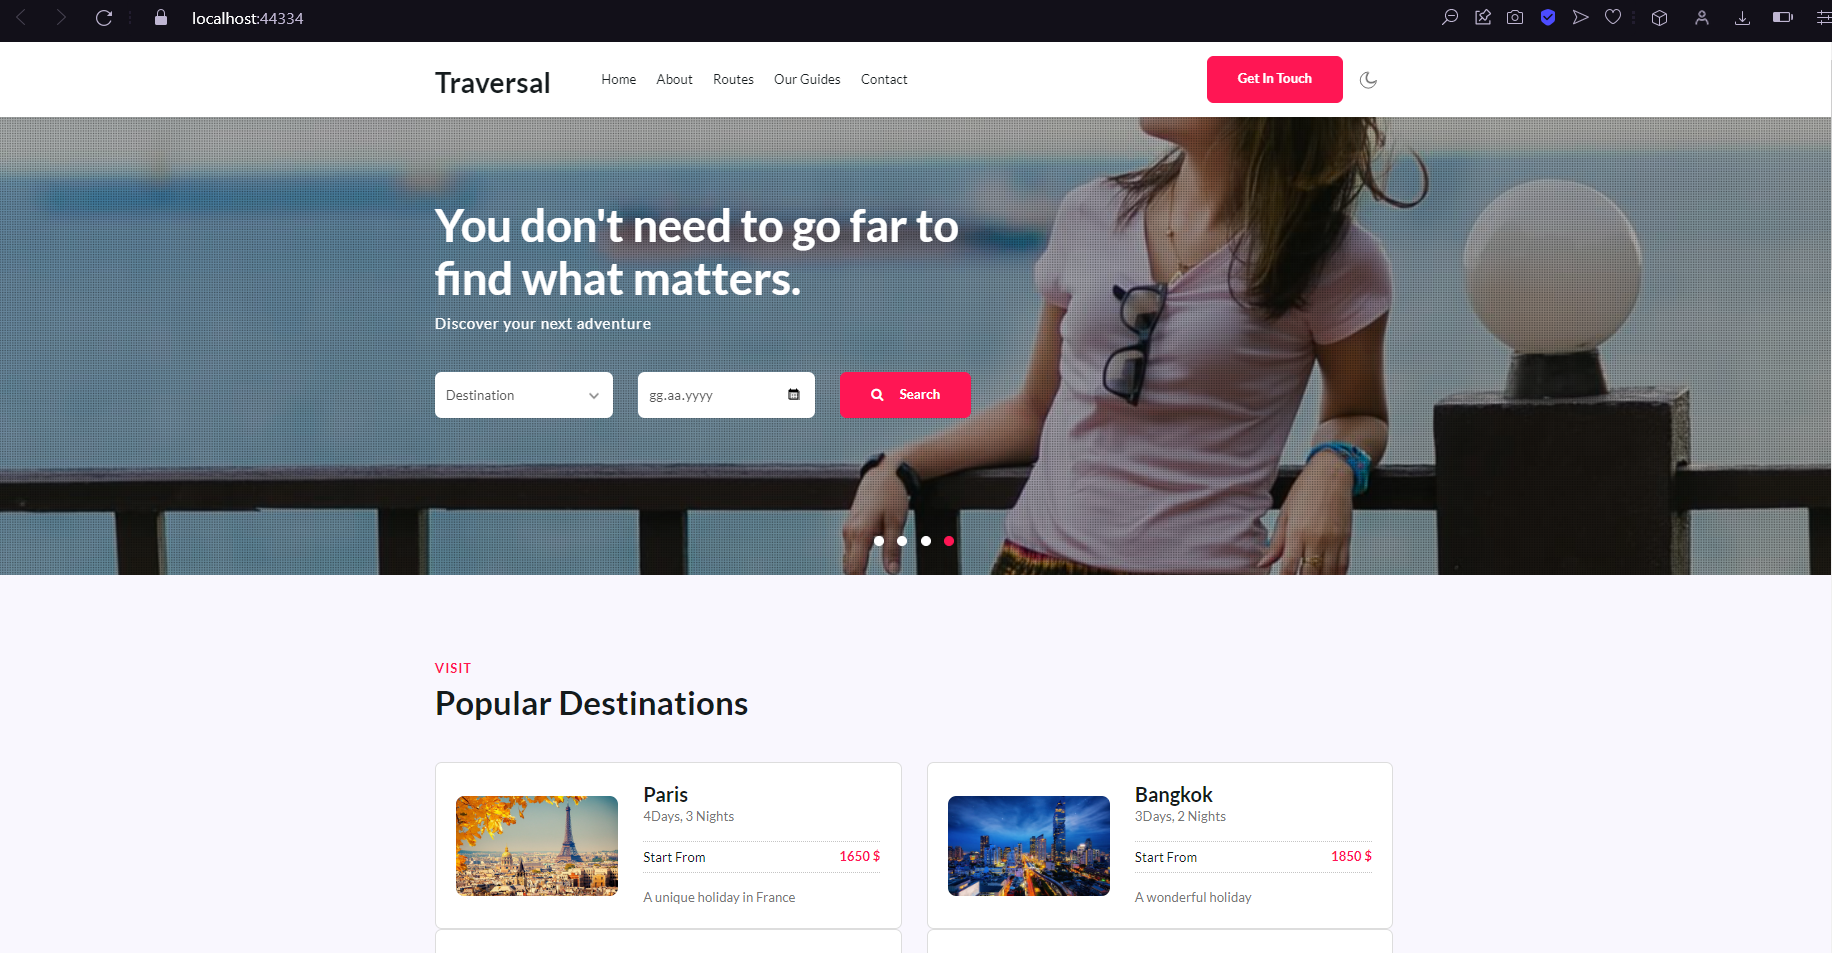 localhost:44334
Traversal
Home About Routes Our Guides Contact
Get In Touch
You don't need to go far to
find what matters.
Discover your next adventure
Destination
gg.aa.yyyy
Search
VISIT
Popular Destinations
Paris
4Days, 3 Nights
Start From 1650 $
A unique holiday in France
Bangkok
3Days, 2 Nights
Start From 1850 $
A wonderful holiday